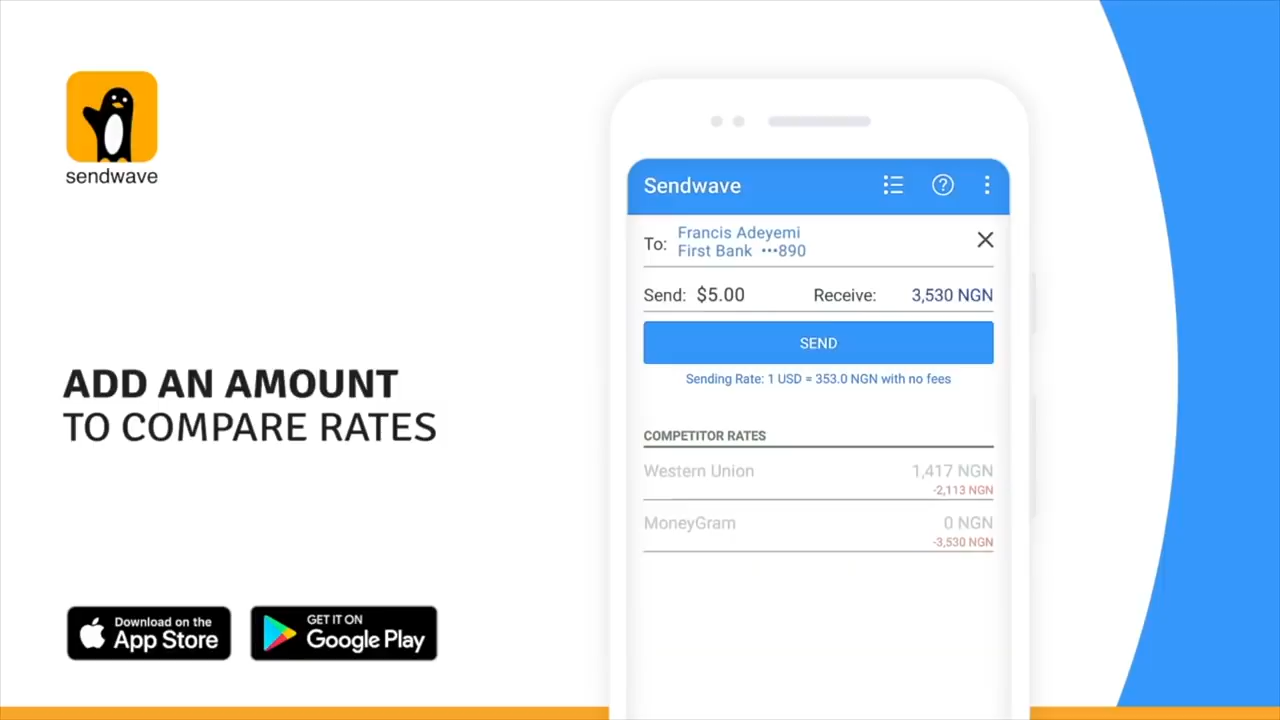 sendwave
ADD AN AMOUNT
TO COMPARE RATES
Download on the
App Store
GET IT ON
Google Play
Sendwave
To: Francis Adeyemi
First Bank •••890
Send: $5.00 Receive: 3,530 NGN
SEND
Sending Rate: 1 USD = 353.0 NGN with no fees
COMPETITOR RATES
Western Union 1,417 NGN
-2,113 NGN
MoneyGram 0 NGN
-3,530 NGN